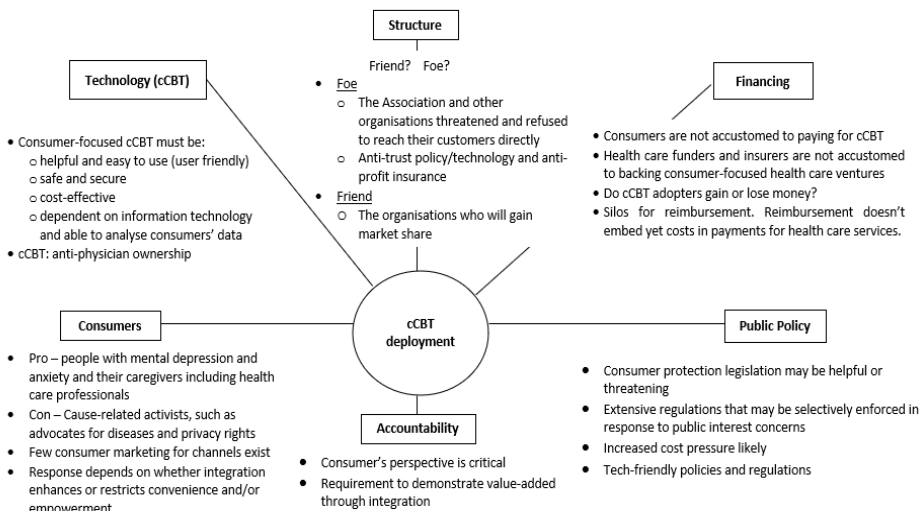 Structure
Friend? Foe?
• Foe
o The Association and other
organisations threatened and refused
to reach their customers directly
o Anti-trust policy/technology and anti-
profit insurance
• Friend
o The organisations who will gain
market share
Technology (cCBT)
• Consumer-focused cCBT must be:
o helpful and easy to use (user friendly)
o safe and secure
o cost-effective
o dependent on information technology
and able to analyse consumers’ data
• cCBT: anti-physician ownership
Financing
• Consumers are not accustomed to paying for cCBT
• Health care funders and insurers are not accustomed
to backing consumer-focused health care ventures
• Do cCBT adopters gain or lose money?
• Silos for reimbursement. Reimbursement doesn’t
embed yet costs in payments for health care services.
cCBT
deployment
Consumers
• Pro – people with mental depression and
anxiety and their caregivers including health
care professionals
• Con – Cause-related activists, such as
advocates for diseases and privacy rights
• Few consumer marketing for channels exist
• Response depends on whether integration
enhances or restricts convenience and/or
empowerment
Accountability
• Consumer’s perspective is critical
• Requirement to demonstrate value-added
through integration
Public Policy
• Consumer protection legislation may be helpful or
threatening
• Extensive regulations that may be selectively enforced in
response to public interest concerns
• Increased cost pressure likely
• Tech-friendly policies and regulations